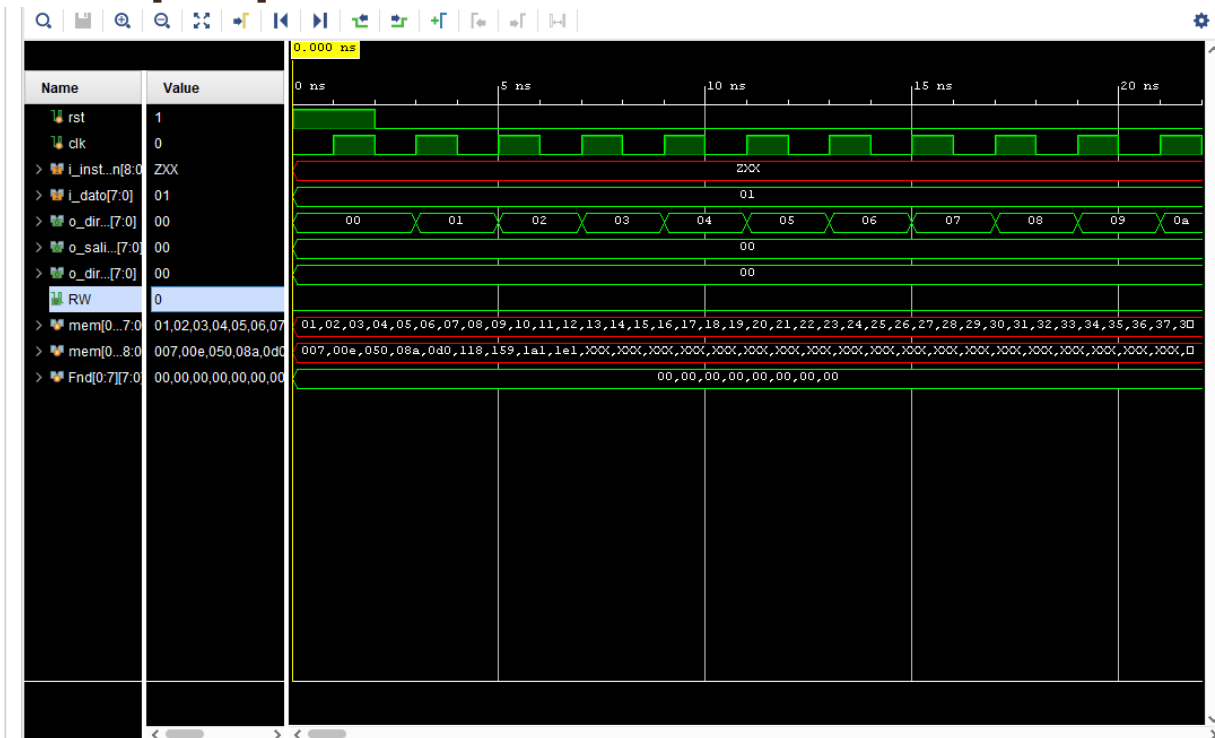 0.000 ns
Name Value 0 ns 5 ns 10 ns 15 ns 20 ns
rst 1
clk 0
i_inst...n[8:0 ZXX ZXX
i_dato[7:0] 01 01
o_dir...[7:0] 00 00 01 02 03 04 05 06 07 08 09 0a
o_sali...[7:0] 00 00
o_dir...[7:0] 00 00
RW 0
mem[0...7:0 01,02,03,04,05,06,07 01,02,03,04,05,06,07,08,09,10,11,12,13,14,15,16,17,18,19,20,21,22,23,24,25,26,27,28,29,30,31,32,33,34,35,36,37,3
mem[0...8:0 007,00e,050,08a,0d0 007,00e,050,08a,0d0,118,159,1a1,1e1,XXX,XXX,XXX,XXX,XXX,XXX,XXX,XXX,XXX,XXX,XXX,XXX,XXX,XXX,XXX,XXX,XXX,XXX,XXX,
Fnd[0:7][7:0] 00,00,00,00,00,00,00 00,00,00,00,00,00,00,00